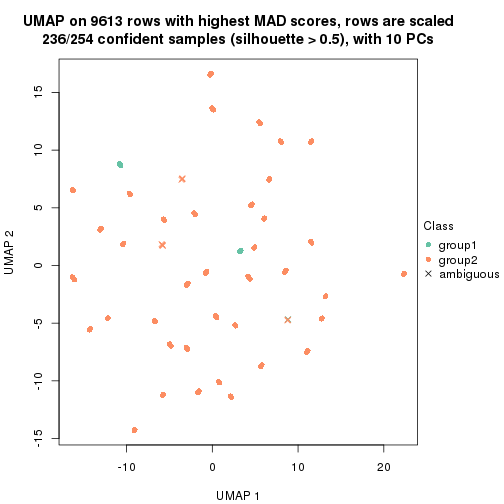 UMAP on 9613 rows with highest MAD scores, rows are scaled
236/254 confident samples (silhouette > 0.5), with 10 PCs
15
10
5
0
-5
-10
-15
UMAP 2
-10
0
10
20
UMAP 1
Class
group1
group2
ambiguous